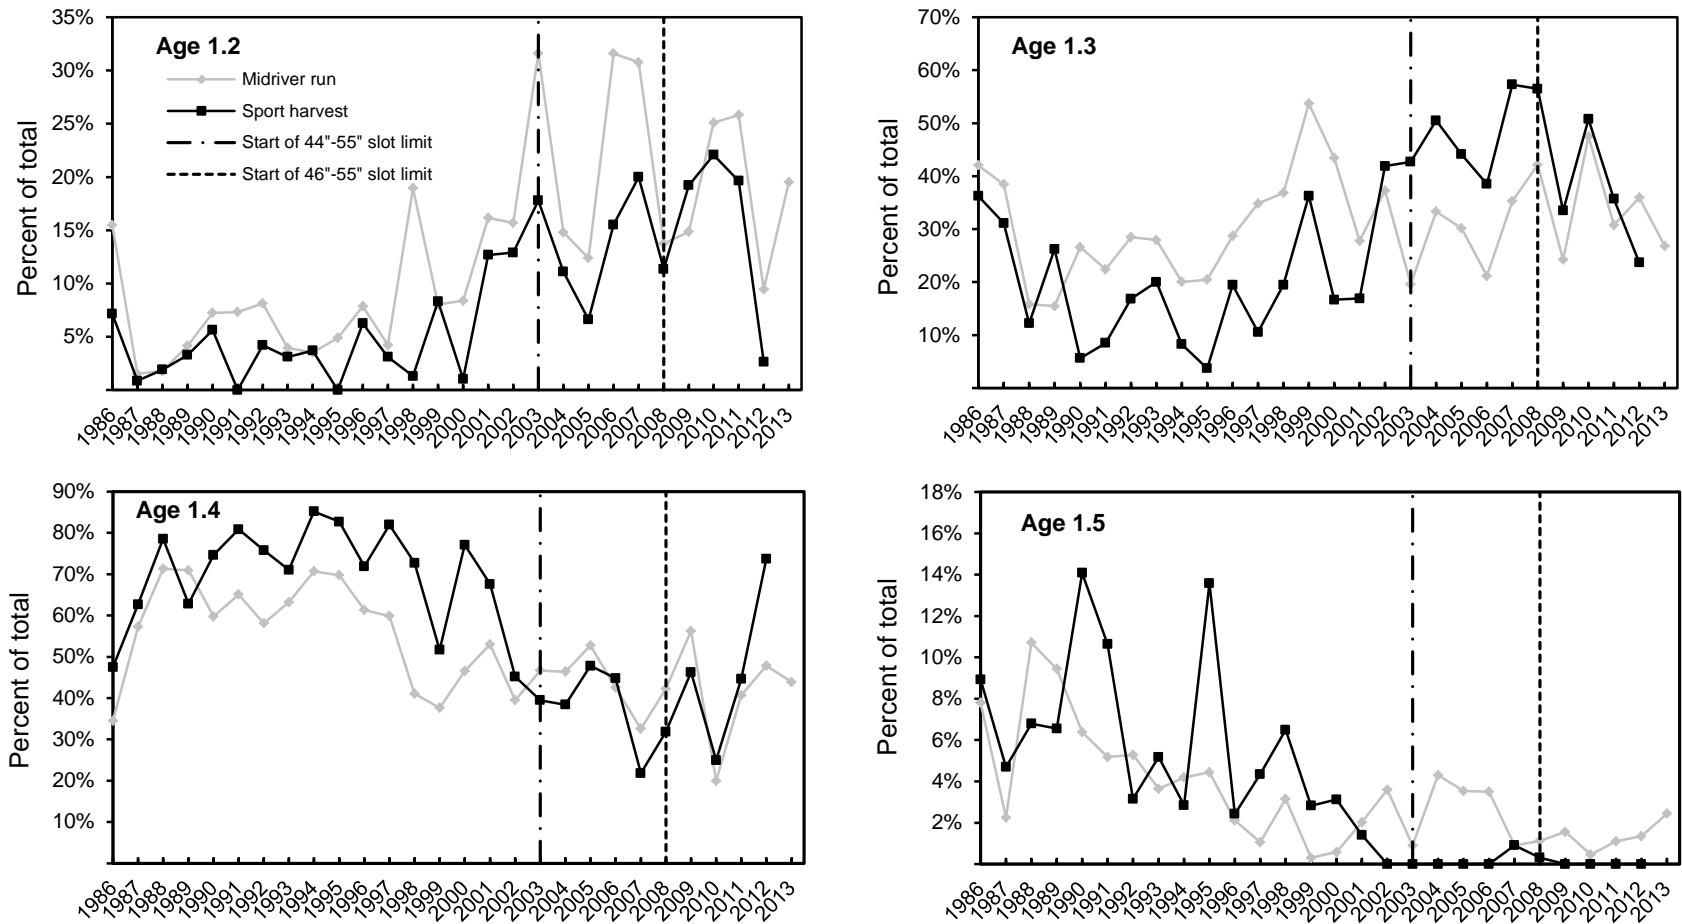 35%
30%
25%
20%
15%
10%
5%
Percent of total
Age 1.2
Midriver run
Sport harvest
Start of 44"-55" slot limit
Start of 46"-55" slot limit
1986 1987 1988 1989 1990 1991 1992 1993 1994 1995 1996 1997 1998 1999 2000 2001 2002 2003 2004 2005 2006 2007 2008 2009 2010 2011 2012 2013
70%
60%
50%
40%
30%
20%
10%
Percent of total
Age 1.3
1986 1987 1988 1989 1990 1991 1992 1993 1994 1995 1996 1997 1998 1999 2000 2001 2002 2003 2004 2005 2006 2007 2008 2009 2010 2011 2012 2013
90%
80%
70%
60%
50%
40%
30%
20%
10%
Percent of total
Age 1.4
1986 1987 1988 1989 1990 1991 1992 1993 1994 1995 1996 1997 1998 1999 2000 2001 2002 2003 2004 2005 2006 2007 2008 2009 2010 2011 2012 2013
18%
16%
14%
12%
10%
8%
6%
4%
2%
Percent of total
Age 1.5
1986 1987 1988 1989 1990 1991 1992 1993 1994 1995 1996 1997 1998 1999 2000 2001 2002 2003 2004 2005 2006 2007 2008 2009 2010 2011 2012 2013